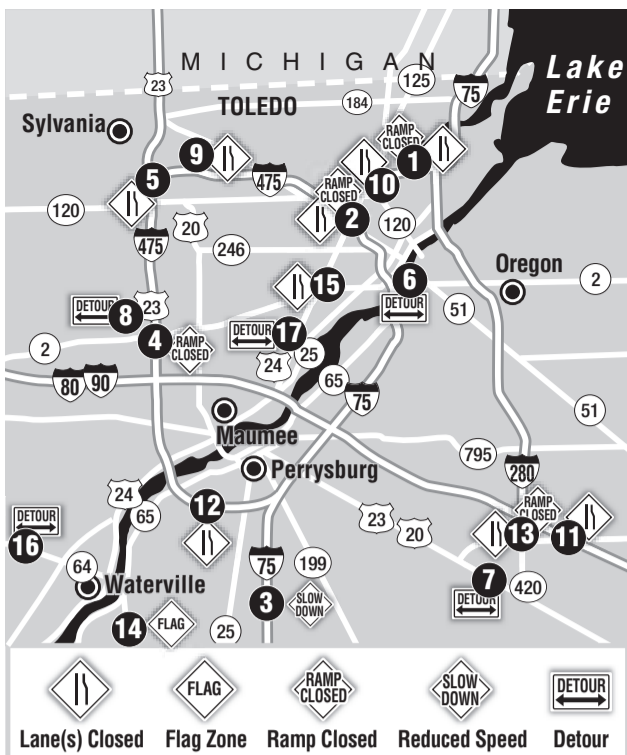 MICHIGAN
Lake
Erie
23
125
75
184
TOLEDO
Sylvania
RAMP
CLOSED
9
1
5
475
10
RAMP
CLOSED
120
20
2
120
475
246
6
Oregon
15
DETOUR
2
DETOUR
8
23
51
4
RAMP
CLOSED
DETOUR
17
25
2
24
65
80
90
75
51
Maumee
795
Perrysburg
280
24
65
12
23
20
RAMP
CLOSED
DETOUR
13
11
16
75
199
64
Waterville
3
SLOW
DOWN
7
420
DETOUR
14
FLAG
25
FLAG
RAMP
CLOSED
SLOW
DOWN
DETOUR
Lane(s) Closed
Flag Zone
Ramp Closed
Reduced Speed
Detour